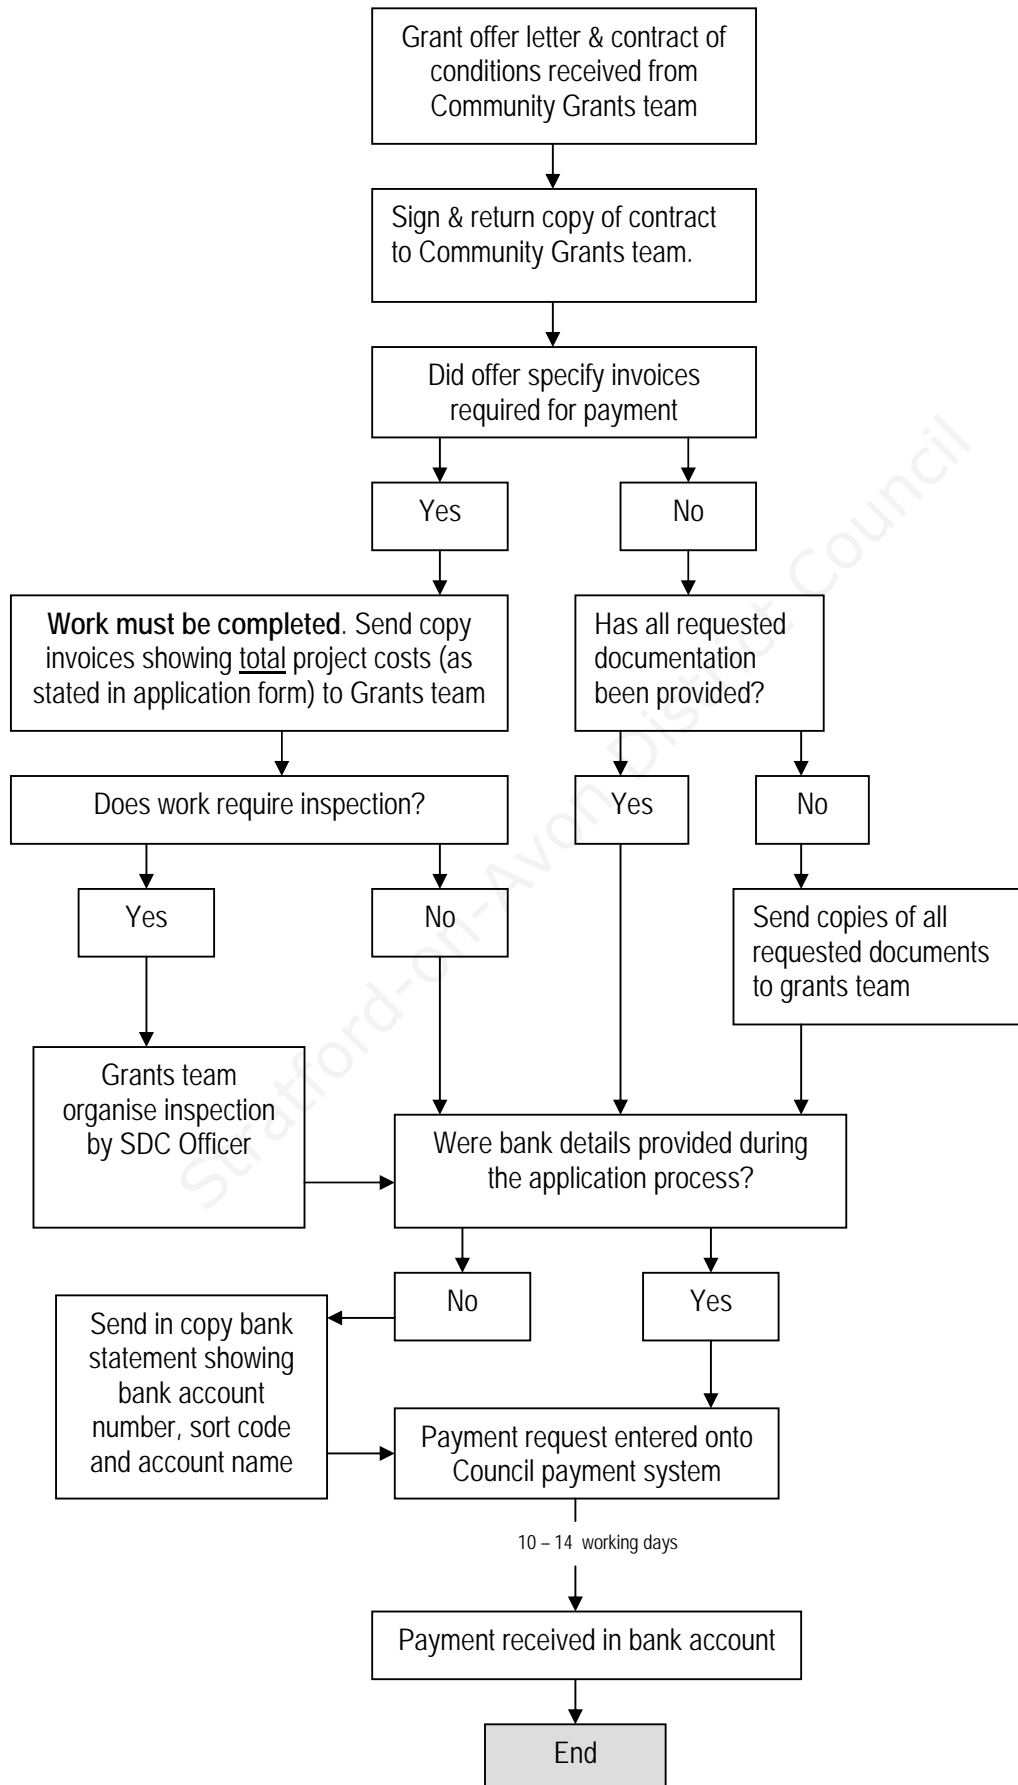 Grant offer letter & contract of
conditions received from
Community Grants team
Sign & return copy of contract
to Community Grants team.
Did offer specify invoices
required for payment
Yes
No
Work must be completed. Send copy
invoices showing total project costs (as
stated in application form) to Grants team
Has all requested
documentation
been provided?
Does work require inspection?
Yes
No
Yes
No
Send copies of all
requested documents
to grants team
Grants team
organise inspection
by SDC Officer
Were bank details provided during
the application process?
No
Yes
Send in copy bank
statement showing
bank account
number, sort code
and account name
Payment request entered onto
Council payment system
10 – 14 working days
Payment received in bank account
End
Stratford-on-Avon District Council